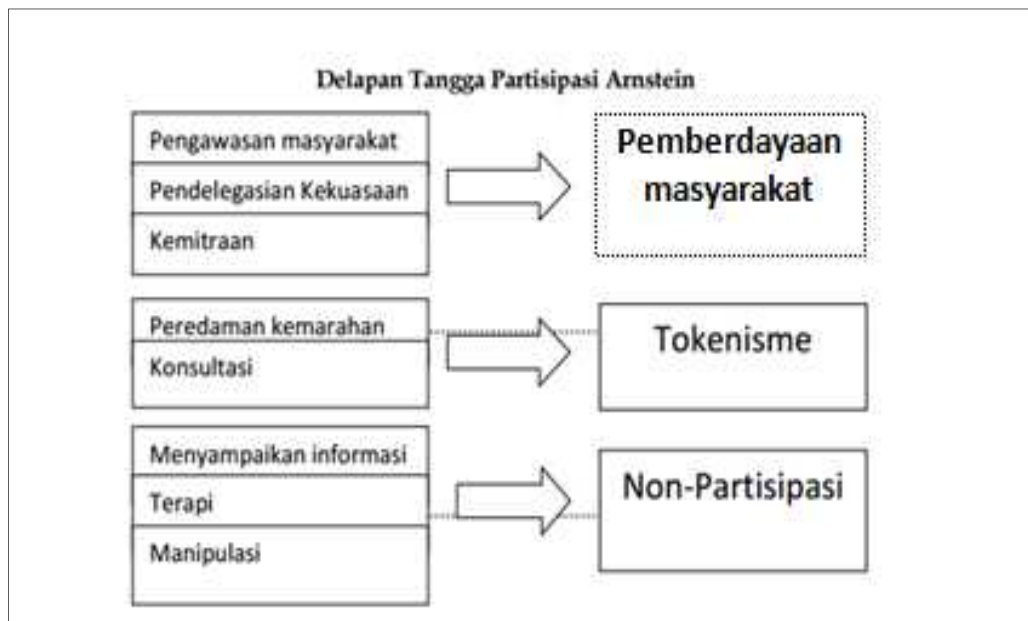 Delapan Tangga Partisipasi Arnstein
Pengawasan masyarakat
Pendelegasian Kekuasaan
Kemitraan
Pemberdayaan
masyarakat
Peredaman kemarahan
Konsultasi
Tokenisme
Menyampaikan informasi
Terapi
Manipulasi
Non-Partisipasi